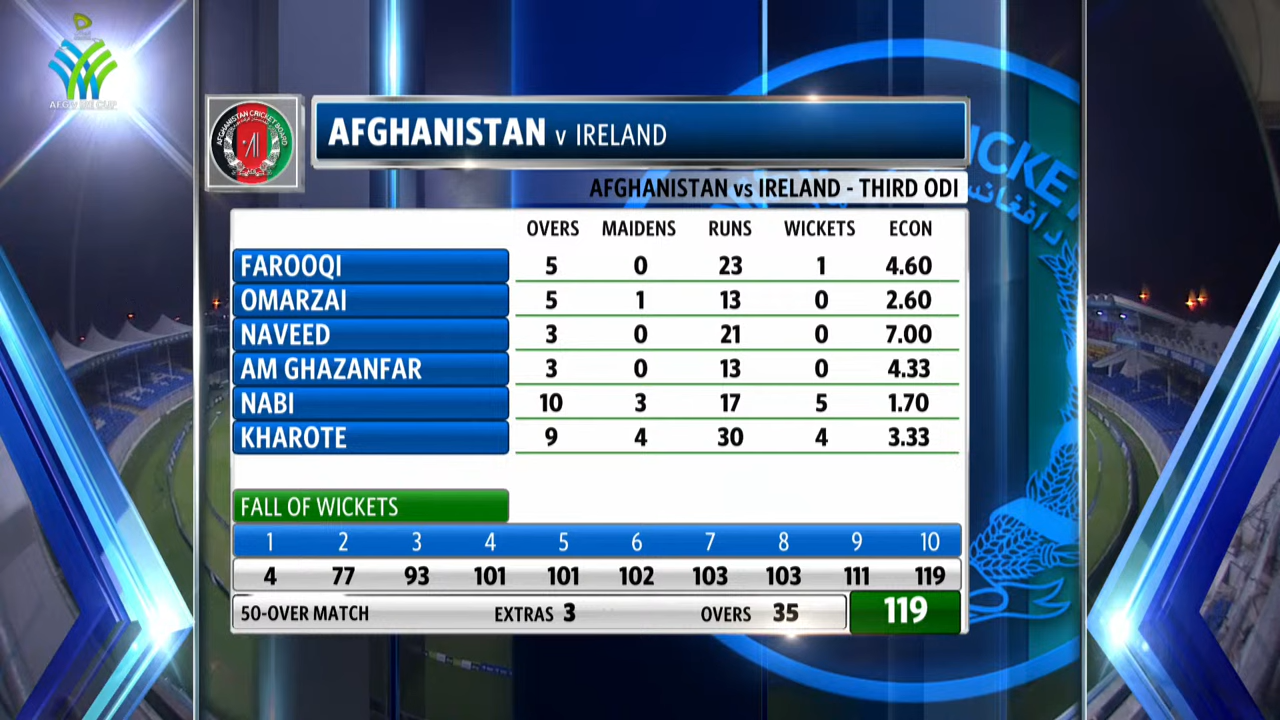 AFGHANISTAN CRICKET BOARD
AFGHANISTAN v IRELAND
AFGHANISTAN vs IRELAND - THIRD ODI
OVERS MAIDENS RUNS WICKETS ECON
FAROOQI 5 0 23 1 4.60
OMARZAI 5 1 13 0 2.60
NAVEED 3 0 21 0 7.00
AM GHAZANFAR 3 0 13 0 4.33
NABI 10 3 17 5 1.70
KHAROTE 9 4 30 4 3.33
FALL OF WICKETS
1 2 3 4 5 6 7 8 9 10
4 77 93 101 101 102 103 103 111 119
50-OVER MATCH EXTRAS 3 OVERS 35 119